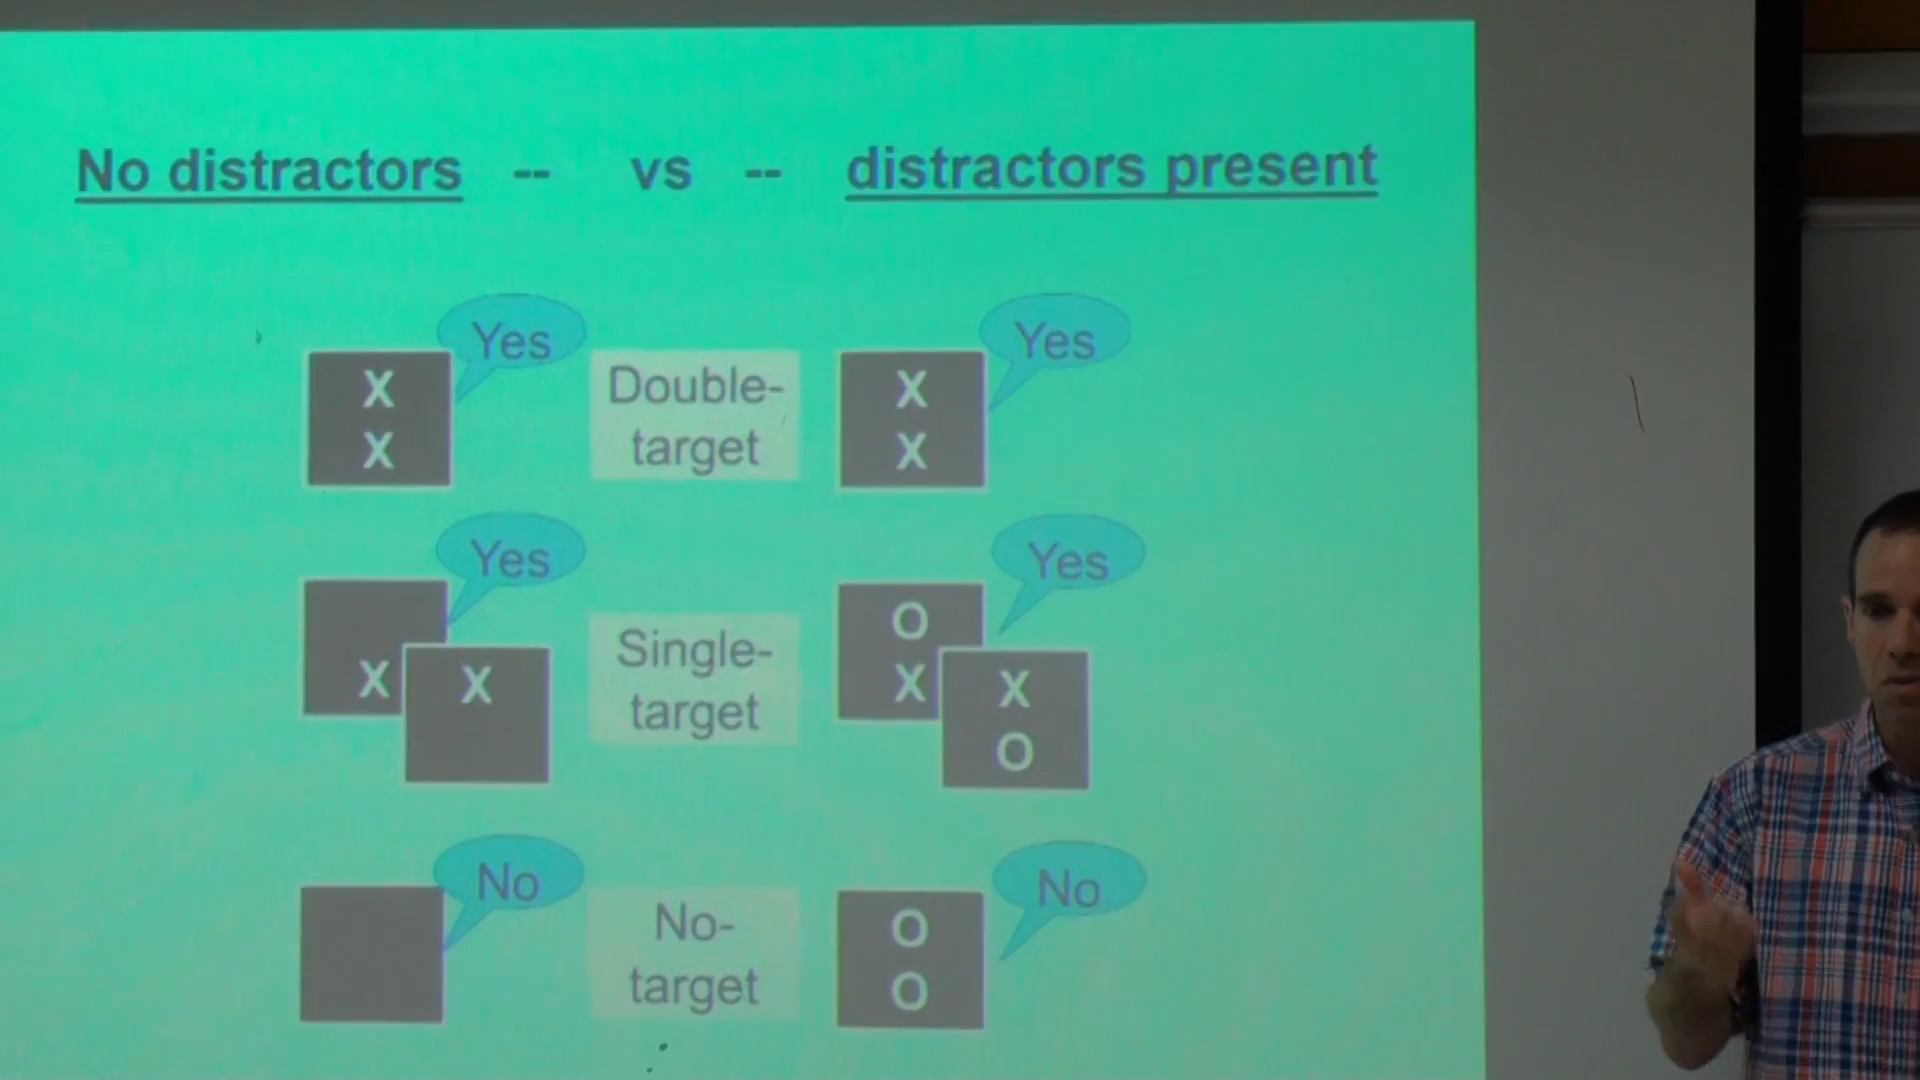 No distractors -- vs -- distractors present
Yes
Yes
X
X
Double-
target
X
X
Yes
Yes
X
X
Single-
target
O
X
X
O
No
No
No-
target
O
O